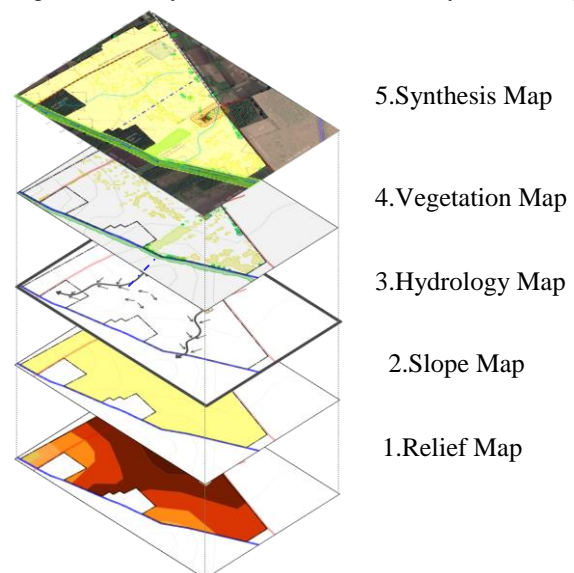 5.Synthesis Map
4.Vegetation Map
3.Hydrology Map
2.Slope Map
1.Relief Map